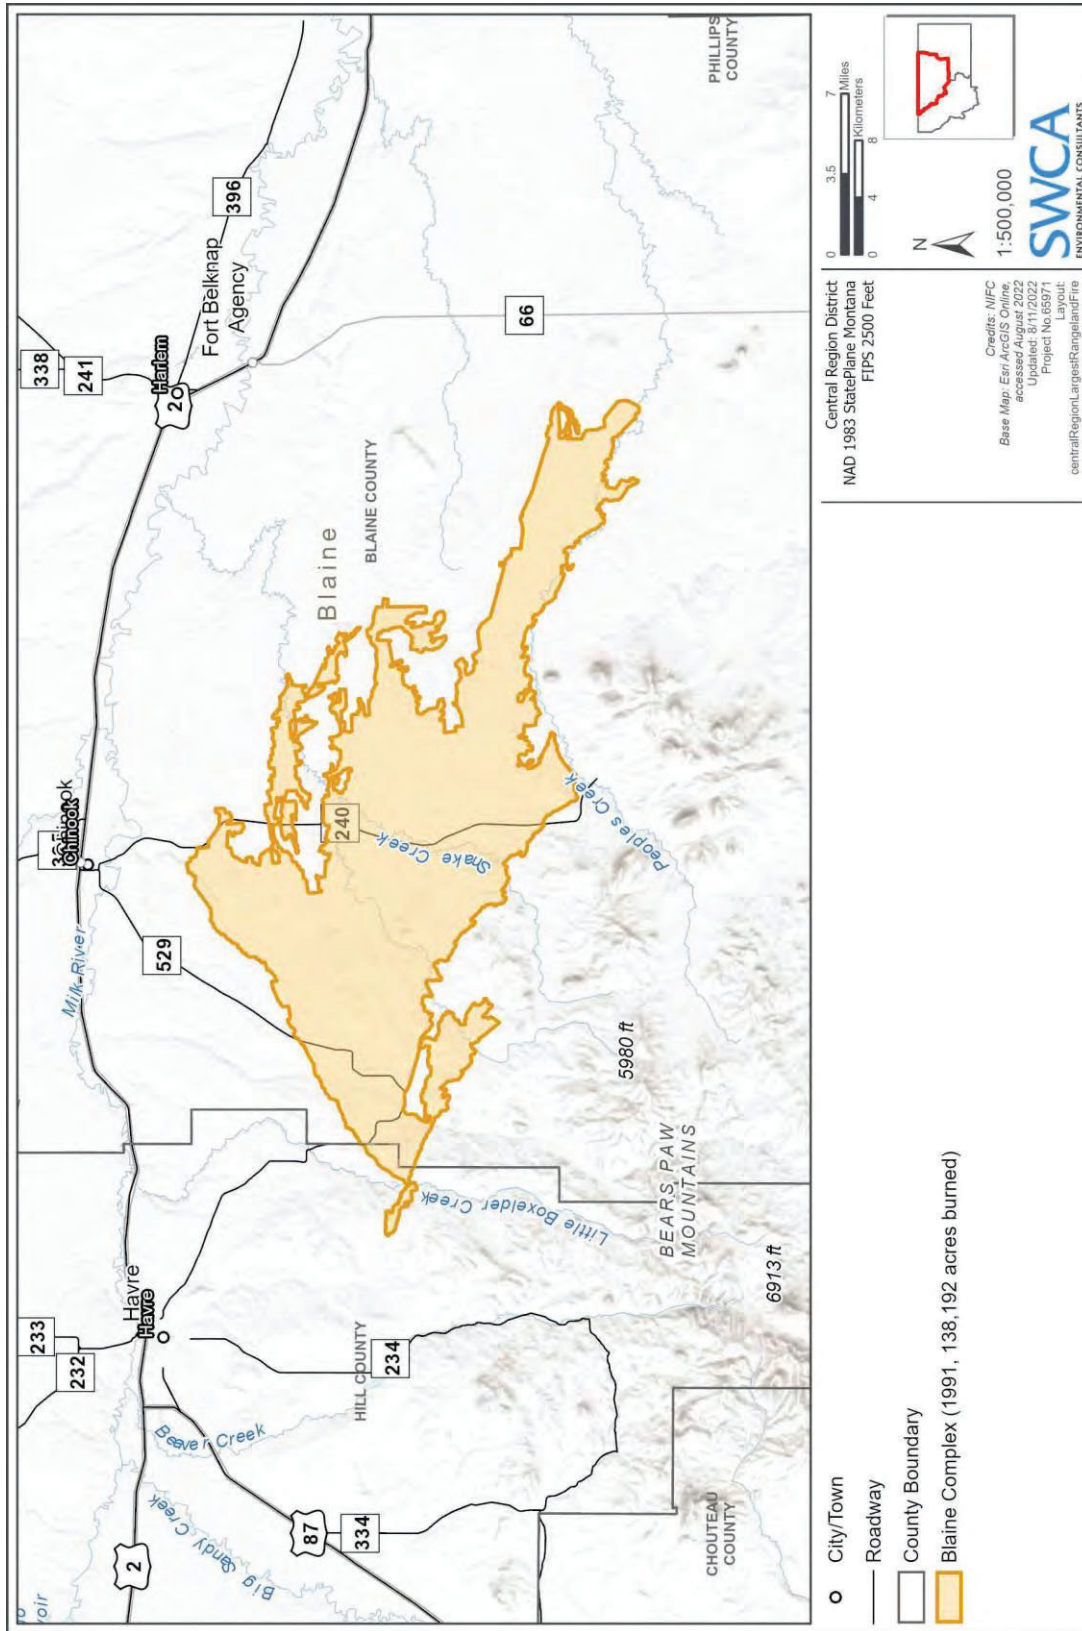 338
241
Harlem
2
Fort Belknap
Agency
396
PHILLIPS
COUNTY
Chinook
Milk River
529
Blaine
BLAINE COUNTY
66
240
Snake Creek
Peoples Creek
233
232
Havre
Havre
HILL COUNTY
234
Little Boxelder Creek
BEARS PAW
MOUNTAINS
5980 ft
6913 ft
2
Big Sandy Creek
Beaver Creek
87
334
CHOUTEAU
COUNTY
voir
City/Town
Roadway
County Boundary
Blaine Complex (1991, 138,192 acres burned)
Central Region District
NAD 1983 StatePlane Montana
FIPS 2500 Feet
Credits: NIFC
Base Map: Esri ArcGIS Online,
accessed August 2022
Updated: 8/11/2022
Project No.65971
Layout:
centralRegionLargestRangelandFire
0 3.5 7
Miles
Kilometers
0 4 8
N
1:500,000
SWCA
ENVIRONMENTAL CONSULTANTS